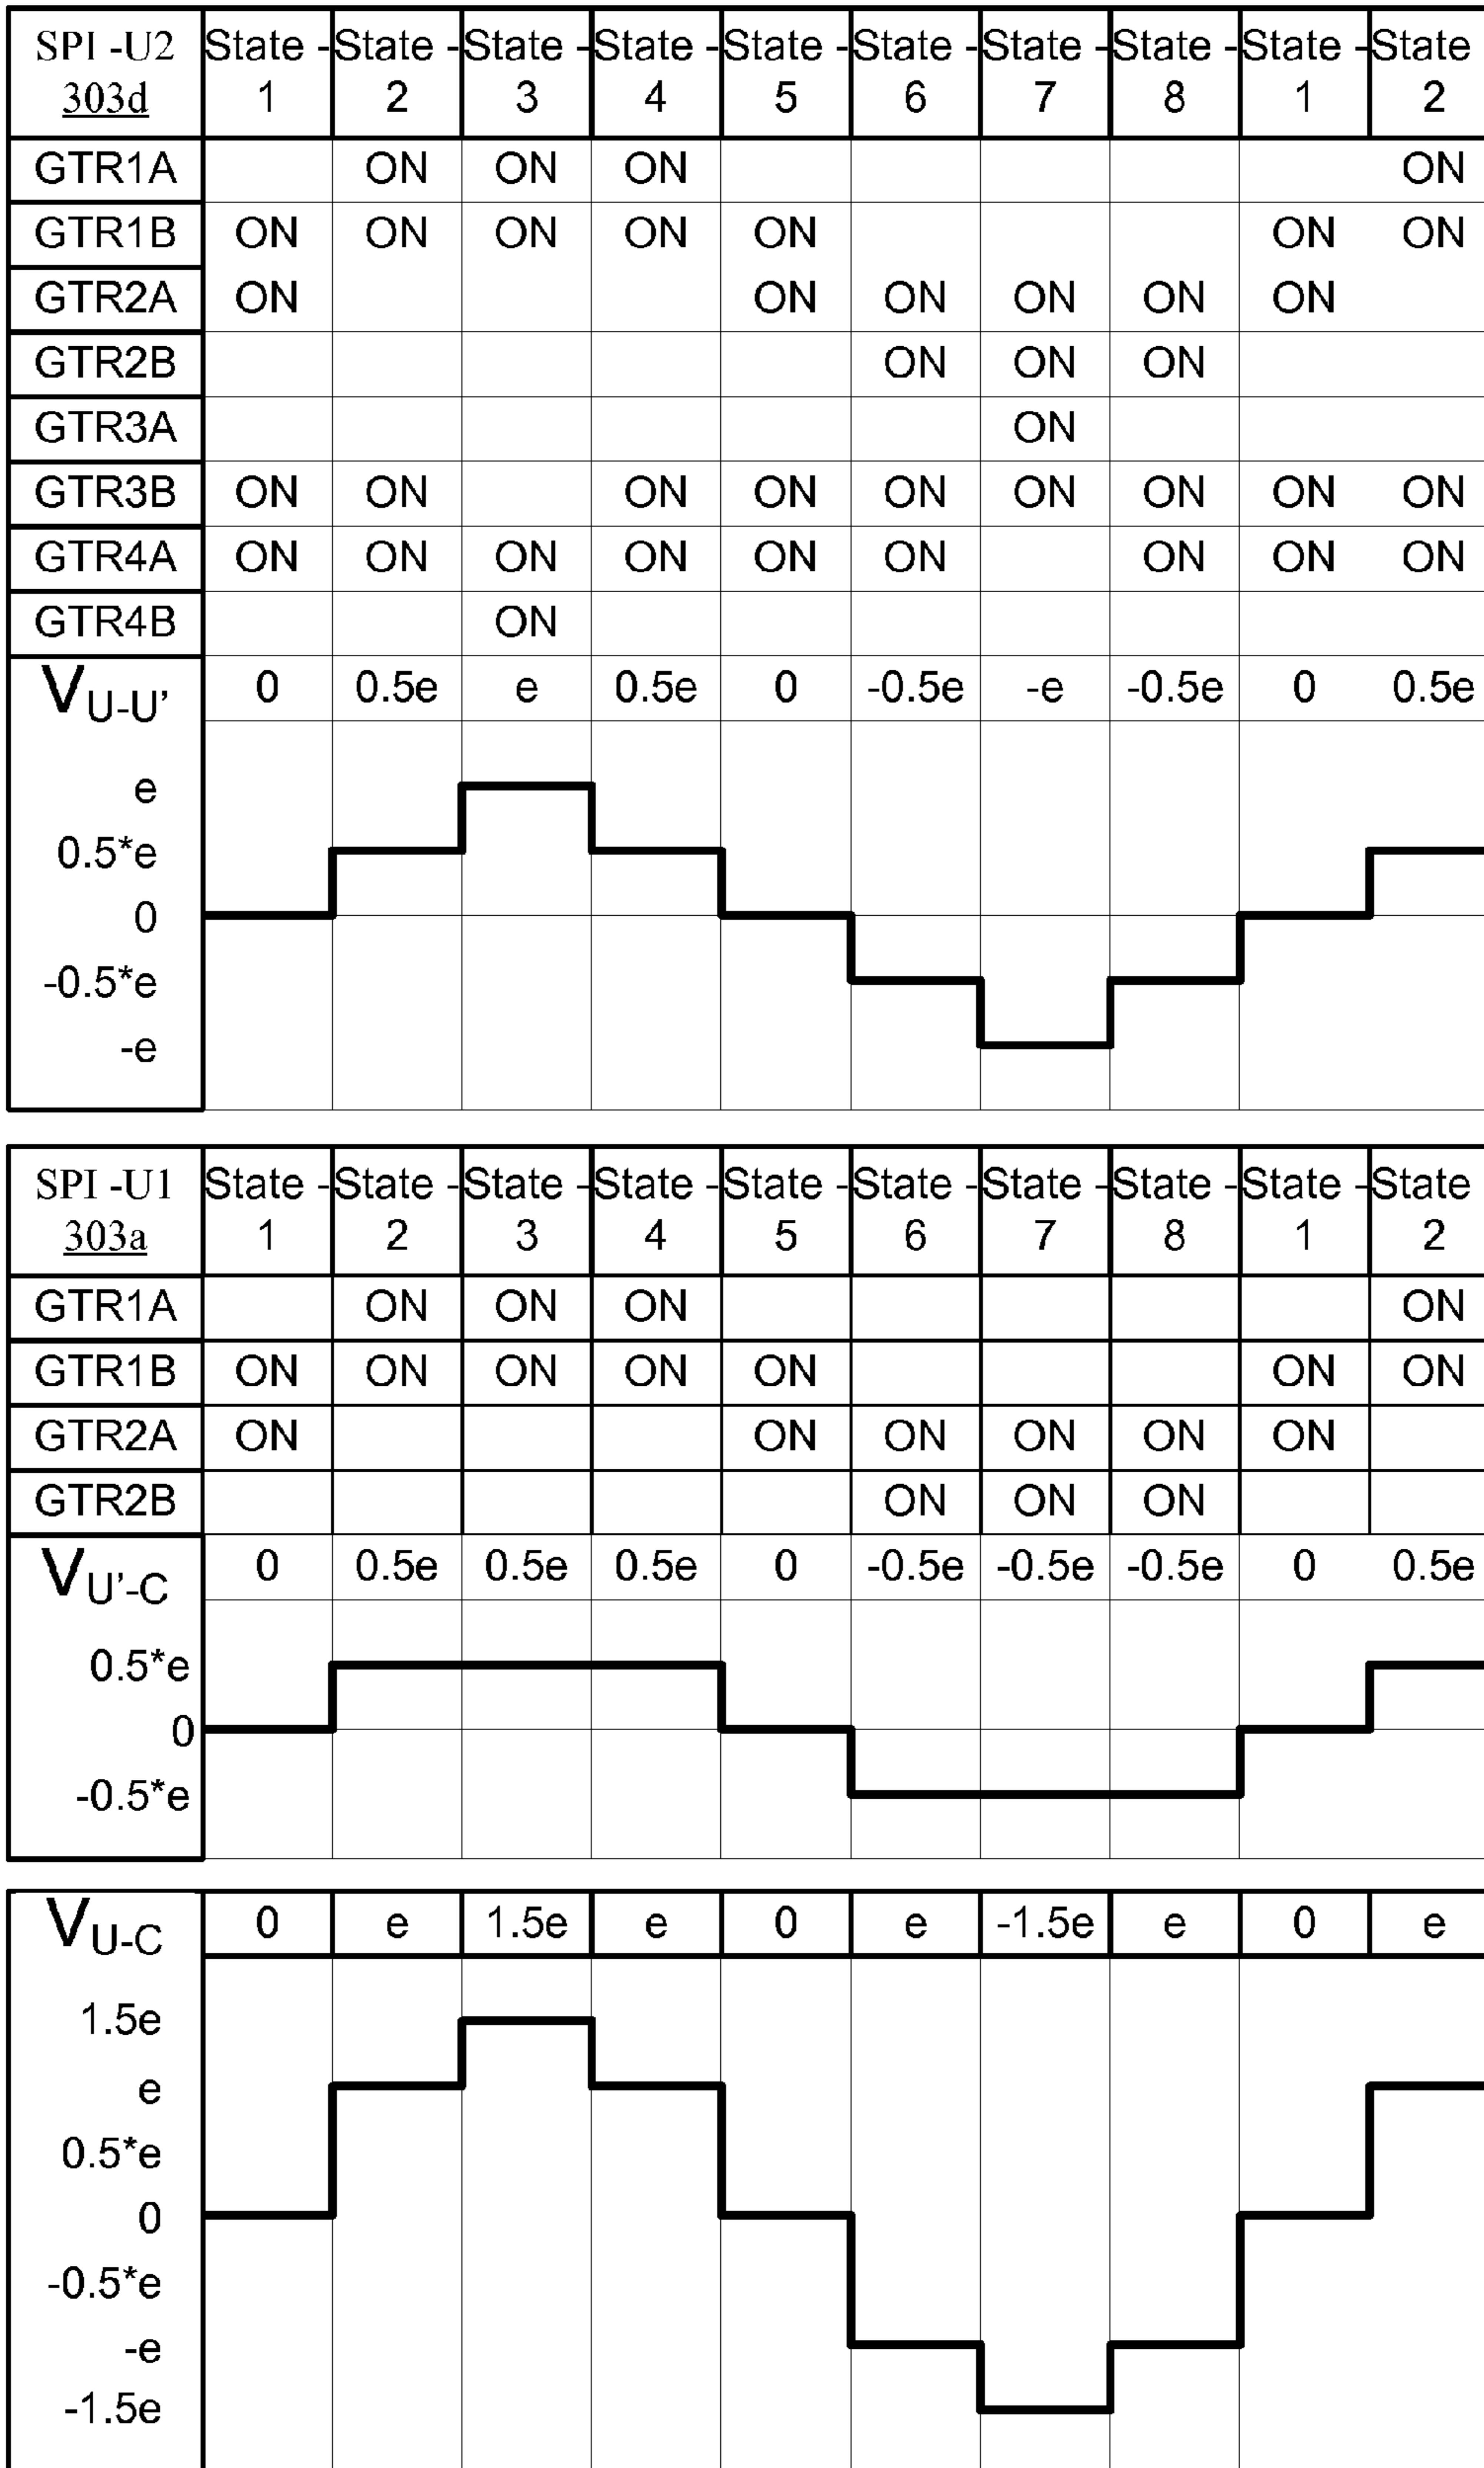 SPI -U2 State - State - State - State - State - State - State - State - State - State
303d 1 2 3 4 5 6 7 8 1 2
GTR1A ON ON ON ON
GTR1B ON ON ON ON ON ON ON
GTR2A ON ON ON ON ON ON
GTR2B ON ON ON
GTR3A ON
GTR3B ON ON ON ON ON ON ON ON ON
GTR4A ON ON ON ON ON ON ON ON ON
GTR4B ON
VU-U’ 0 0.5e e 0.5e 0 -0.5e -e -0.5e 0 0.5e
e
0.5*e
0
-0.5*e
-e
SPI -U1 State - State - State - State - State - State - State - State - State - State
303a 1 2 3 4 5 6 7 8 1 2
GTR1A ON ON ON ON
GTR1B ON ON ON ON ON ON ON
GTR2A ON ON ON ON ON ON
GTR2B ON ON ON
VU’-C 0 0.5e 0.5e 0.5e 0 -0.5e -0.5e -0.5e 0 0.5e
0.5*e
0
-0.5*e
VU-C 0 e 1.5e e 0 e -1.5e e 0 e
1.5e
e
0.5*e
0
-0.5*e
-e
-1.5e